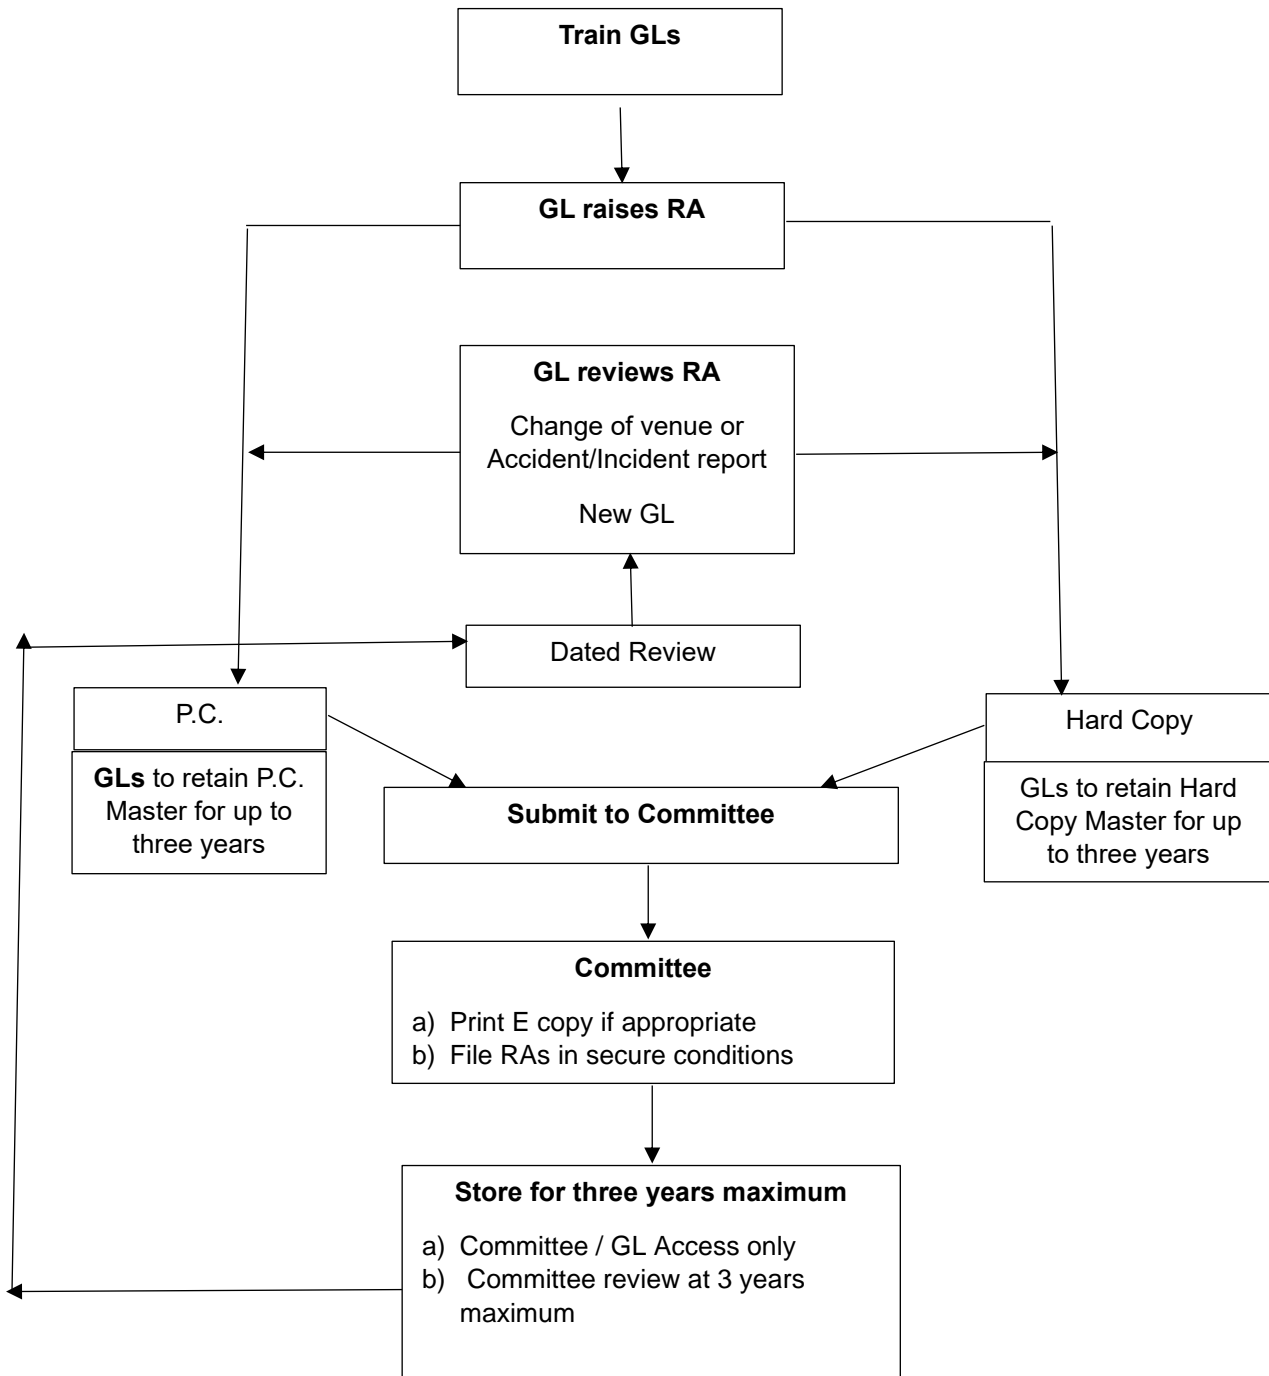 Train GLs
GL raises RA
GL reviews RA
Change of venue or
Accident/Incident report
New GL
Dated Review
P.C.
GLs to retain P.C.
Master for up to
three years
Hard Copy
GLs to retain Hard
Copy Master for up
to three years
Submit to Committee
Committee
a) Print E copy if appropriate
b) File RAs in secure conditions
Store for three years maximum
a) Committee / GL Access only
b) Committee review at 3 years
maximum